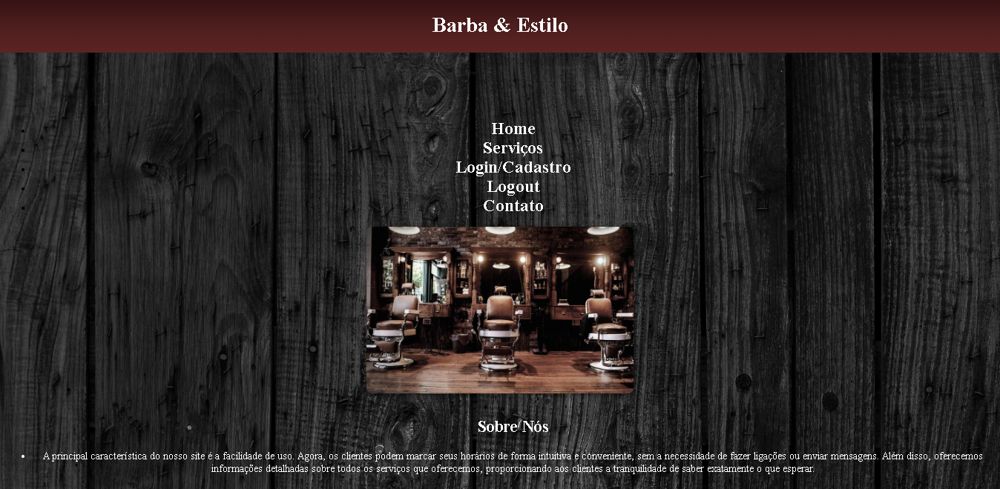 Barba & Estilo
Home
Serviços
Login/Cadastro
Logout
Contato
Sobre Nós
A principal característica do nosso site é a facilidade de uso. Agora, os clientes podem marcar seus horários de forma intuitiva e conveniente, sem a necessidade de fazer ligações ou enviar mensagens. Além disso, oferecemos
informações detalhadas sobre todos os serviços que oferecemos, proporcionando aos clientes a tranquilidade de saber exatamente o que esperar.